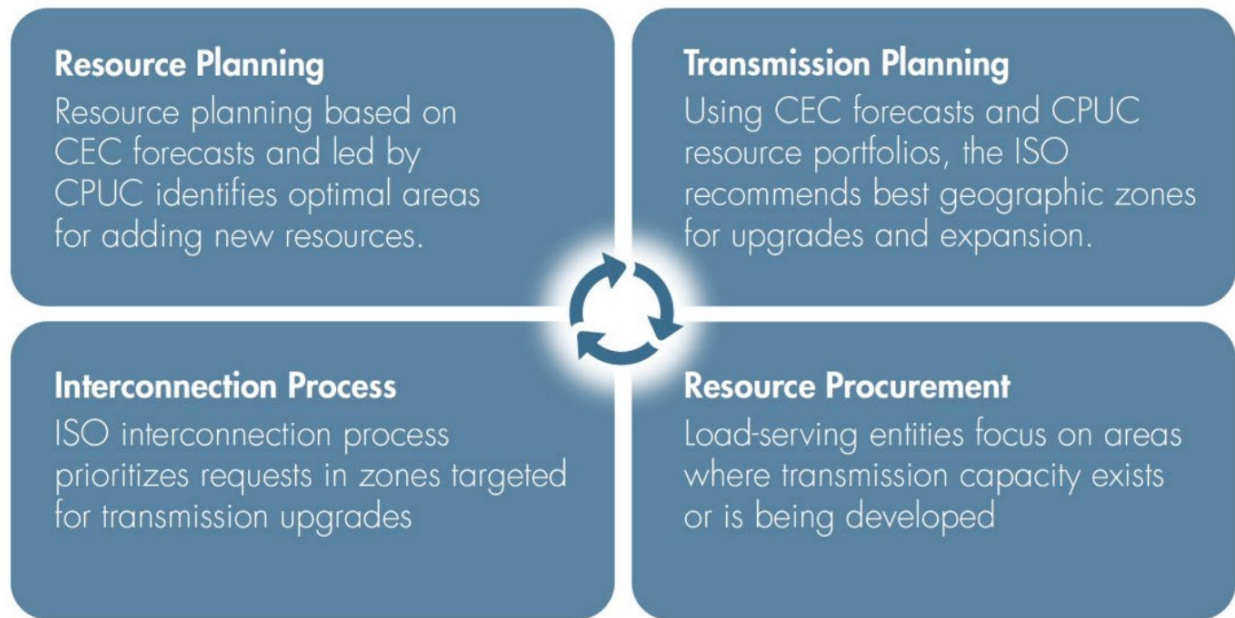 Resource Planning
Resource planning based on
CEC forecasts and led by
CPUC identifies optimal areas
for adding new resources.
Transmission Planning
Using CEC forecasts and CPUC
resource portfolios, the ISO
recommends best geographic zones
for upgrades and expansion.
Interconnection Process
ISO interconnection process
prioritizes requests in zones targeted
for transmission upgrades
Resource Procurement
Load-serving entities focus on areas
where transmission capacity exists
or is being developed